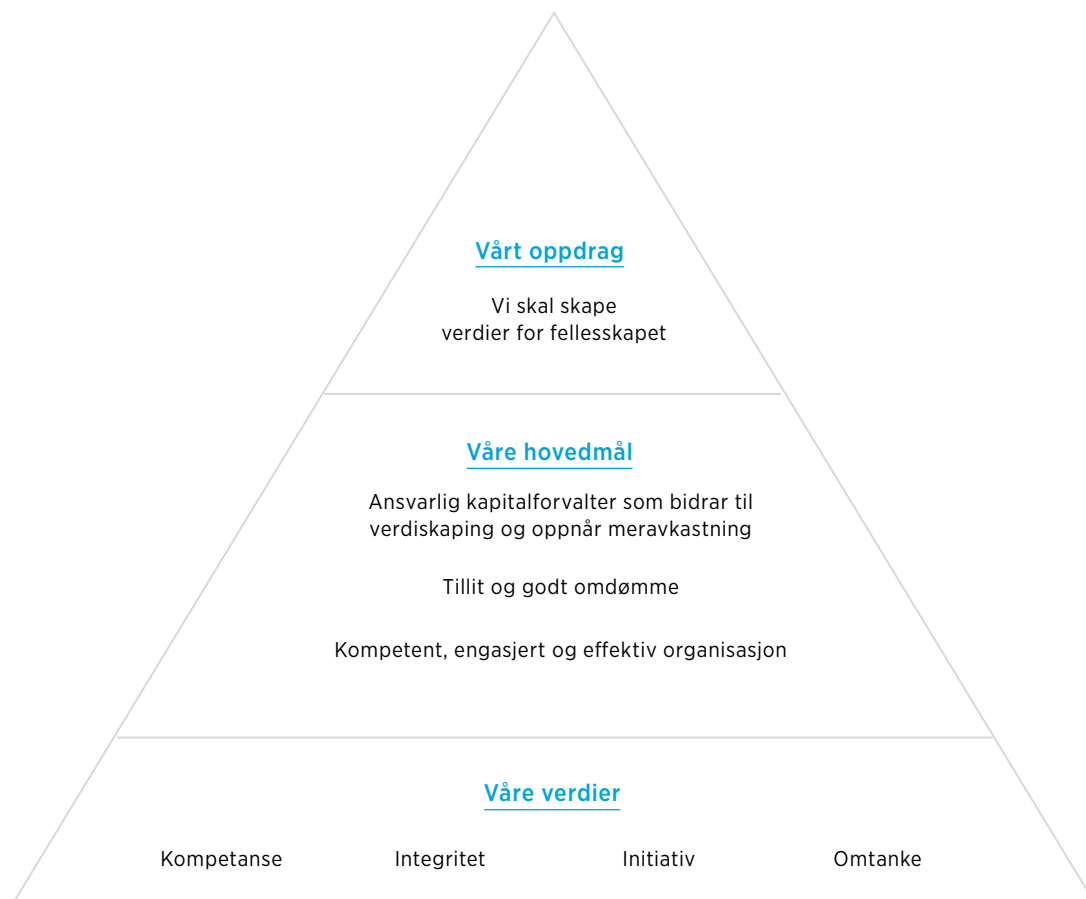 Vårt oppdrag
Vi skal skape
verdier for fellesskapet
Våre hovedmål
Ansvarlig kapitalforvalter som bidrar til
verdiskaping og oppnår meravkastning
Tillit og godt omdømme
Kompetent, engasjert og effektiv organisasjon
Våre verdier
Kompetanse Integritet Initiativ Omtanke